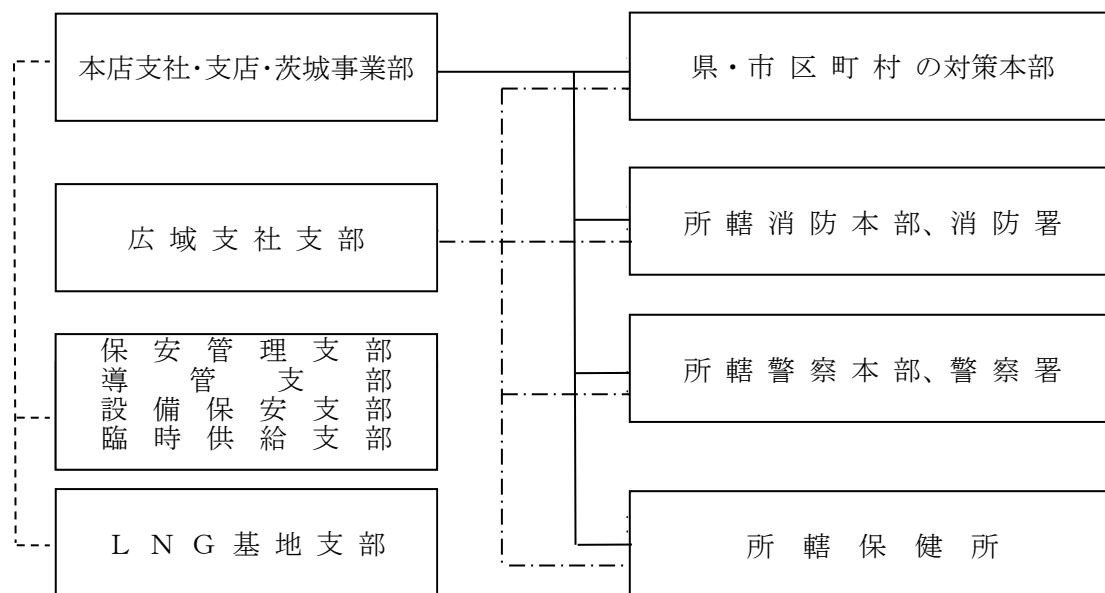 本店支社・支店・茨城事業部
広域支社支部
保安管理支部
導管支部
設備保安支部
臨時供給支部
LNG基地支部
県・市区町村の対策本部
所轄消防本部、消防署
所轄警察本部、警察署
所轄保健所